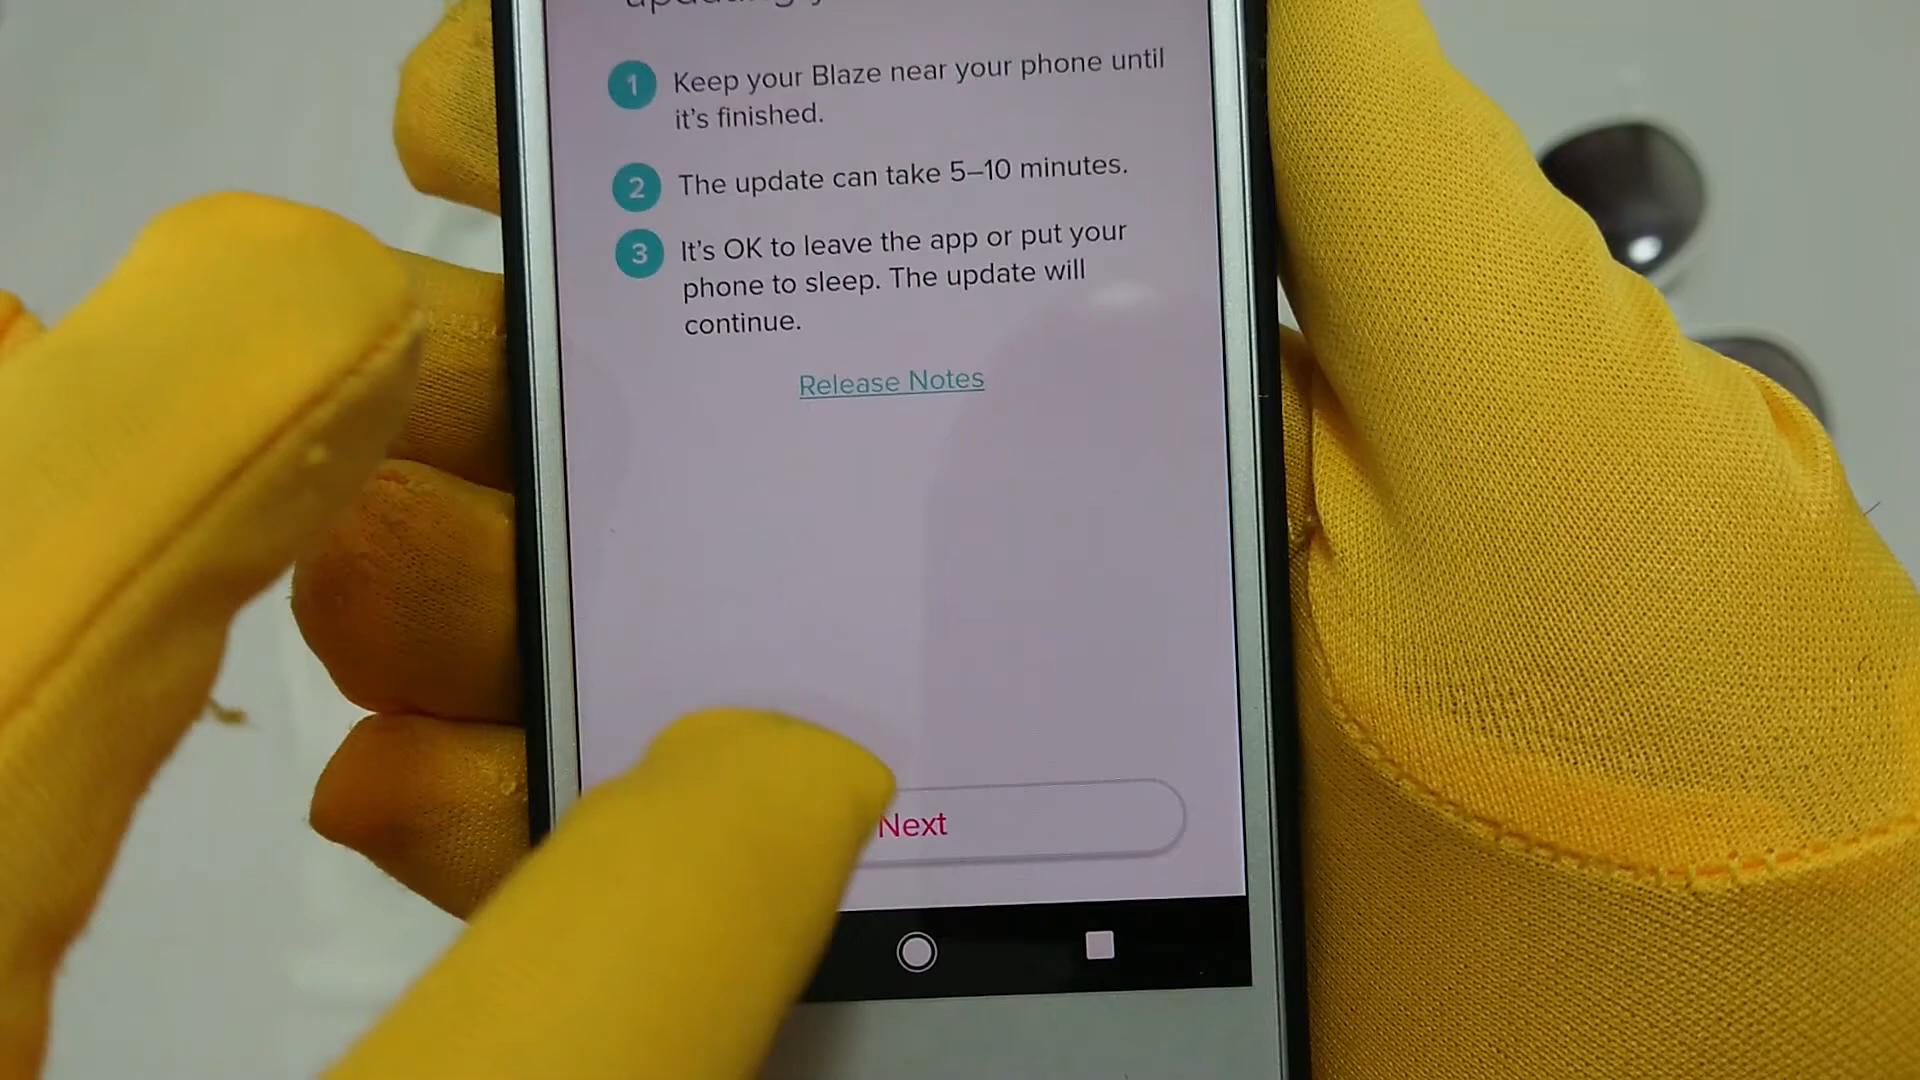 1 Keep your Blaze near your phone until
it's finished.
2 The update can take 5–10 minutes.
3 It's OK to leave the app or put your
phone to sleep. The update will
continue.
Release Notes
Next